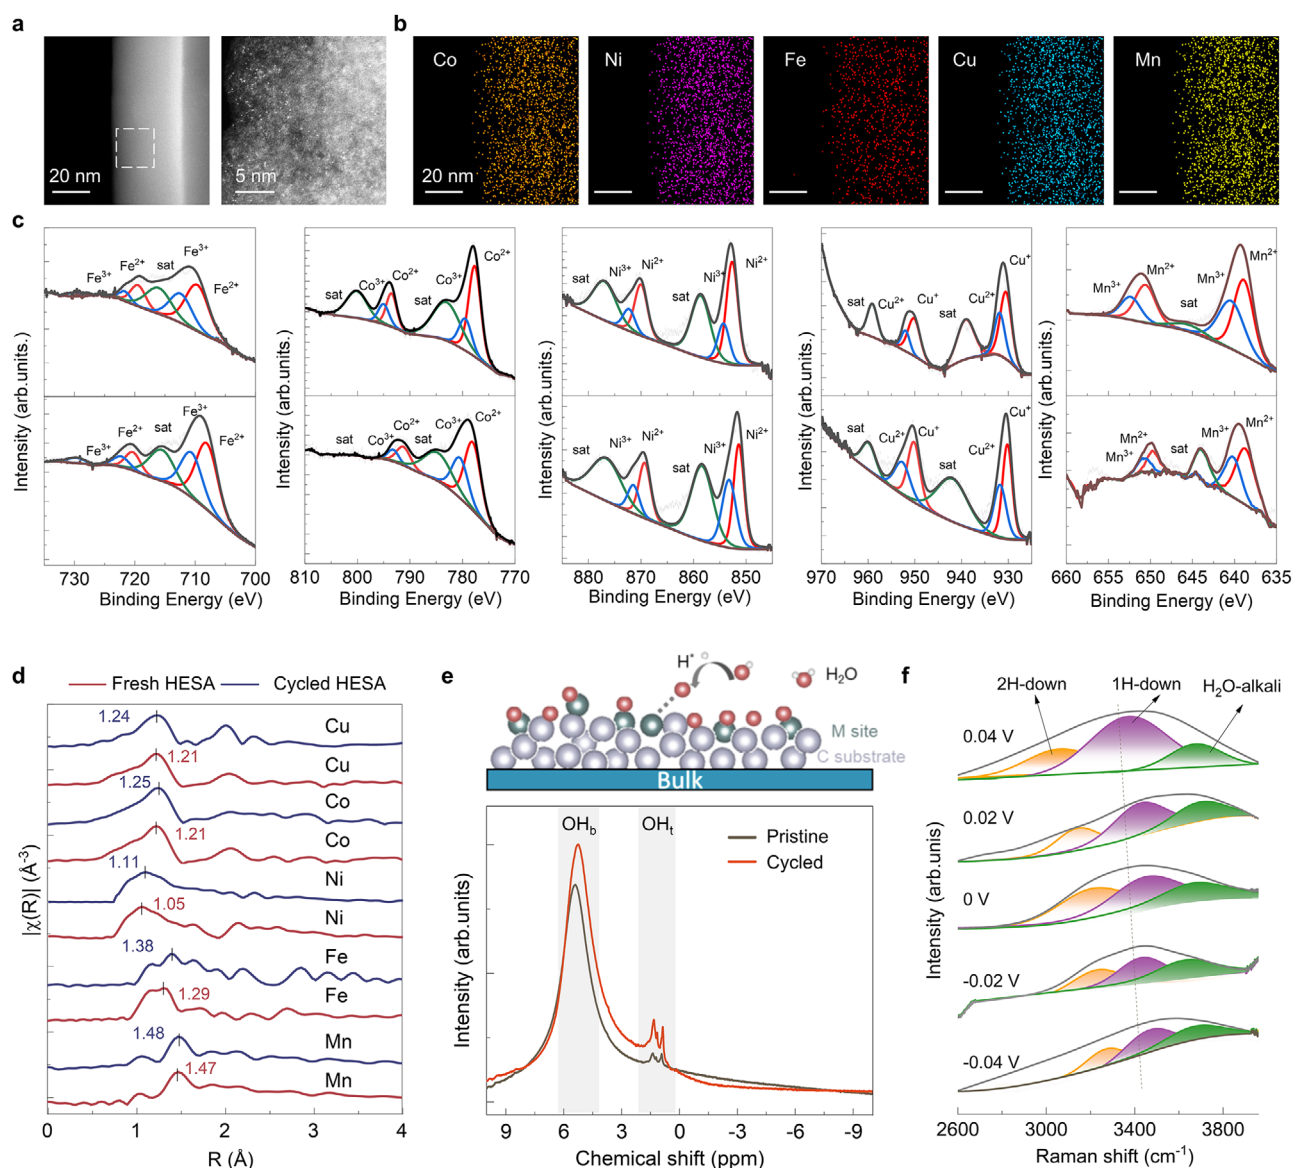 a
20 nm
5 nm
b
Co
20 nm
Ni
Fe
Cu
Mn
c
Intensity (arb.units.)
Fe3+
Fe2+
sat
Fe3+
Fe2+
Fe3+
Fe2+
sat
Fe3+
Fe2+
730 720 710 700
Binding Energy (eV)
Intensity (arb.units.)
sat
Co3+
Co2+
sat
Co3+
Co2+
sat
Co3+
Co2+
sat
Co3+
Co2+
810 800 790 780 770
Binding Energy (eV)
Intensity (arb.units.)
sat
Ni3+
Ni2+
sat
Ni3+
Ni2+
sat
Ni3+
Ni2+
sat
Ni3+
Ni2+
880 870 860 850
Binding Energy (eV)
Intensity (arb.units.)
sat
Cu2+
Cu+
sat
Cu2+
Cu+
sat
Cu2+
Cu+
sat
Cu2+
Cu+
970 960 950 940 930
Binding Energy (eV)
Intensity (arb.units.)
Mn3+
Mn2+
sat
Mn3+
Mn2+
Mn3+
Mn2+
sat
Mn3+
Mn2+
660 655 650 645 640 635
Binding Energy (eV)
d
Fresh HESA
Cycled HESA
|χ(R)| (Å-3)
1.24
Cu
1.21
Cu
1.25
Co
1.21
Co
1.11
Ni
1.05
Ni
1.38
Fe
1.29
Fe
1.48
Mn
1.47
Mn
0 1 2 3 4
R (Å)
e
H*
H2O
M site
C substrate
Bulk
OHb
OHt
Pristine
Cycled
Intensity (arb.units)
9 6 3 0 -3 -6 -9
Chemical shift (ppm)
f
2H-down
1H-down
H2O-alkali
0.04 V
0.02 V
0 V
-0.02 V
-0.04 V
Intensity (arb.unis)
2600 3000 3400 3800
Raman shift (cm-1)